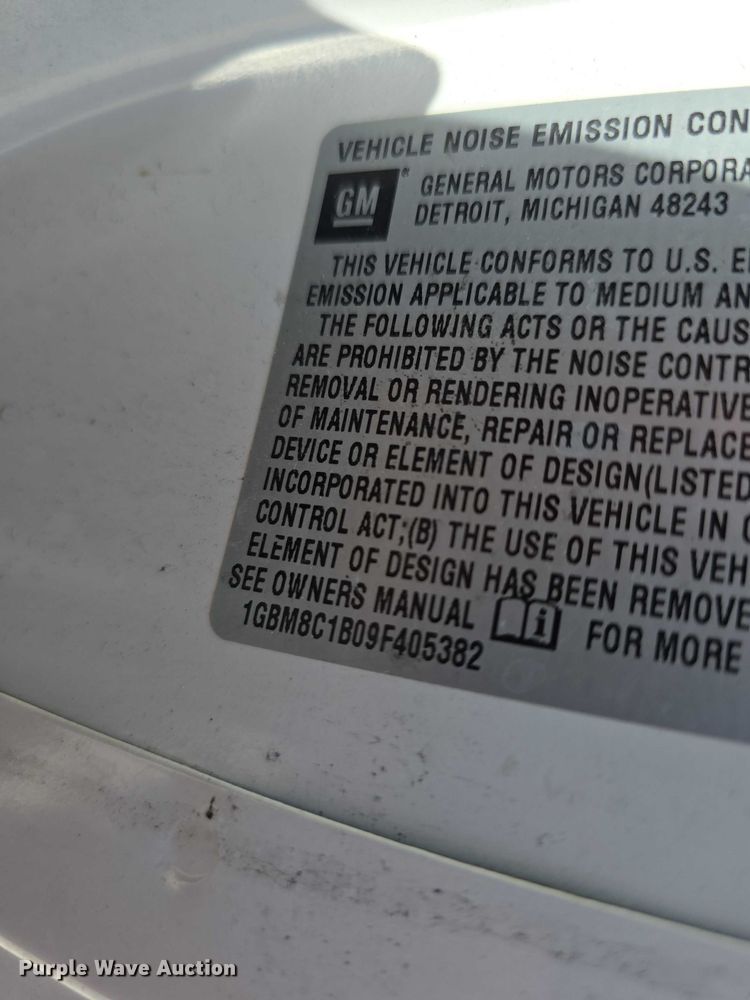 VEHICLE NOISE EMISSION CON
GM®
GENERAL MOTORS CORPORA
DETROIT, MICHIGAN 48243
THIS VEHICLE CONFORMS TO U.S. E
EMISSION APPLICABLE TO MEDIUM AN
THE FOLLOWING ACTS OR THE CAUS
ARE PROHIBITED BY THE NOISE CONTR
REMOVAL OR RENDERING INOPERATIVE
OF MAINTENANCE, REPAIR OR REPLACE
DEVICE OR ELEMENT OF DESIGN(LISTED
INCORPORATED INTO THIS VEHICLE IN
CONTROL ACT;(B) THE USE OF THIS VEH
ELEMENT OF DESIGN HAS BEEN REMOVE
SEE OWNERS MANUAL i FOR MORE
1GBM8C1B09F405382
Purple Wave Auction